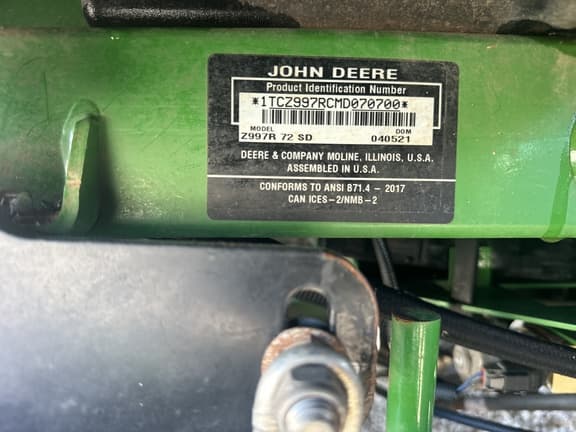 JOHN DEERE
Product Identification Number
*1TCZ997RCMD070700*
MODEL DOM
Z997R 72 SD 040521
DEERE & COMPANY MOLINE, ILLINOIS, U.S.A.
ASSEMBLED IN U.S.A.
CONFORMS TO ANSI B71.4 - 2017
CAN ICES-2/NMB-2